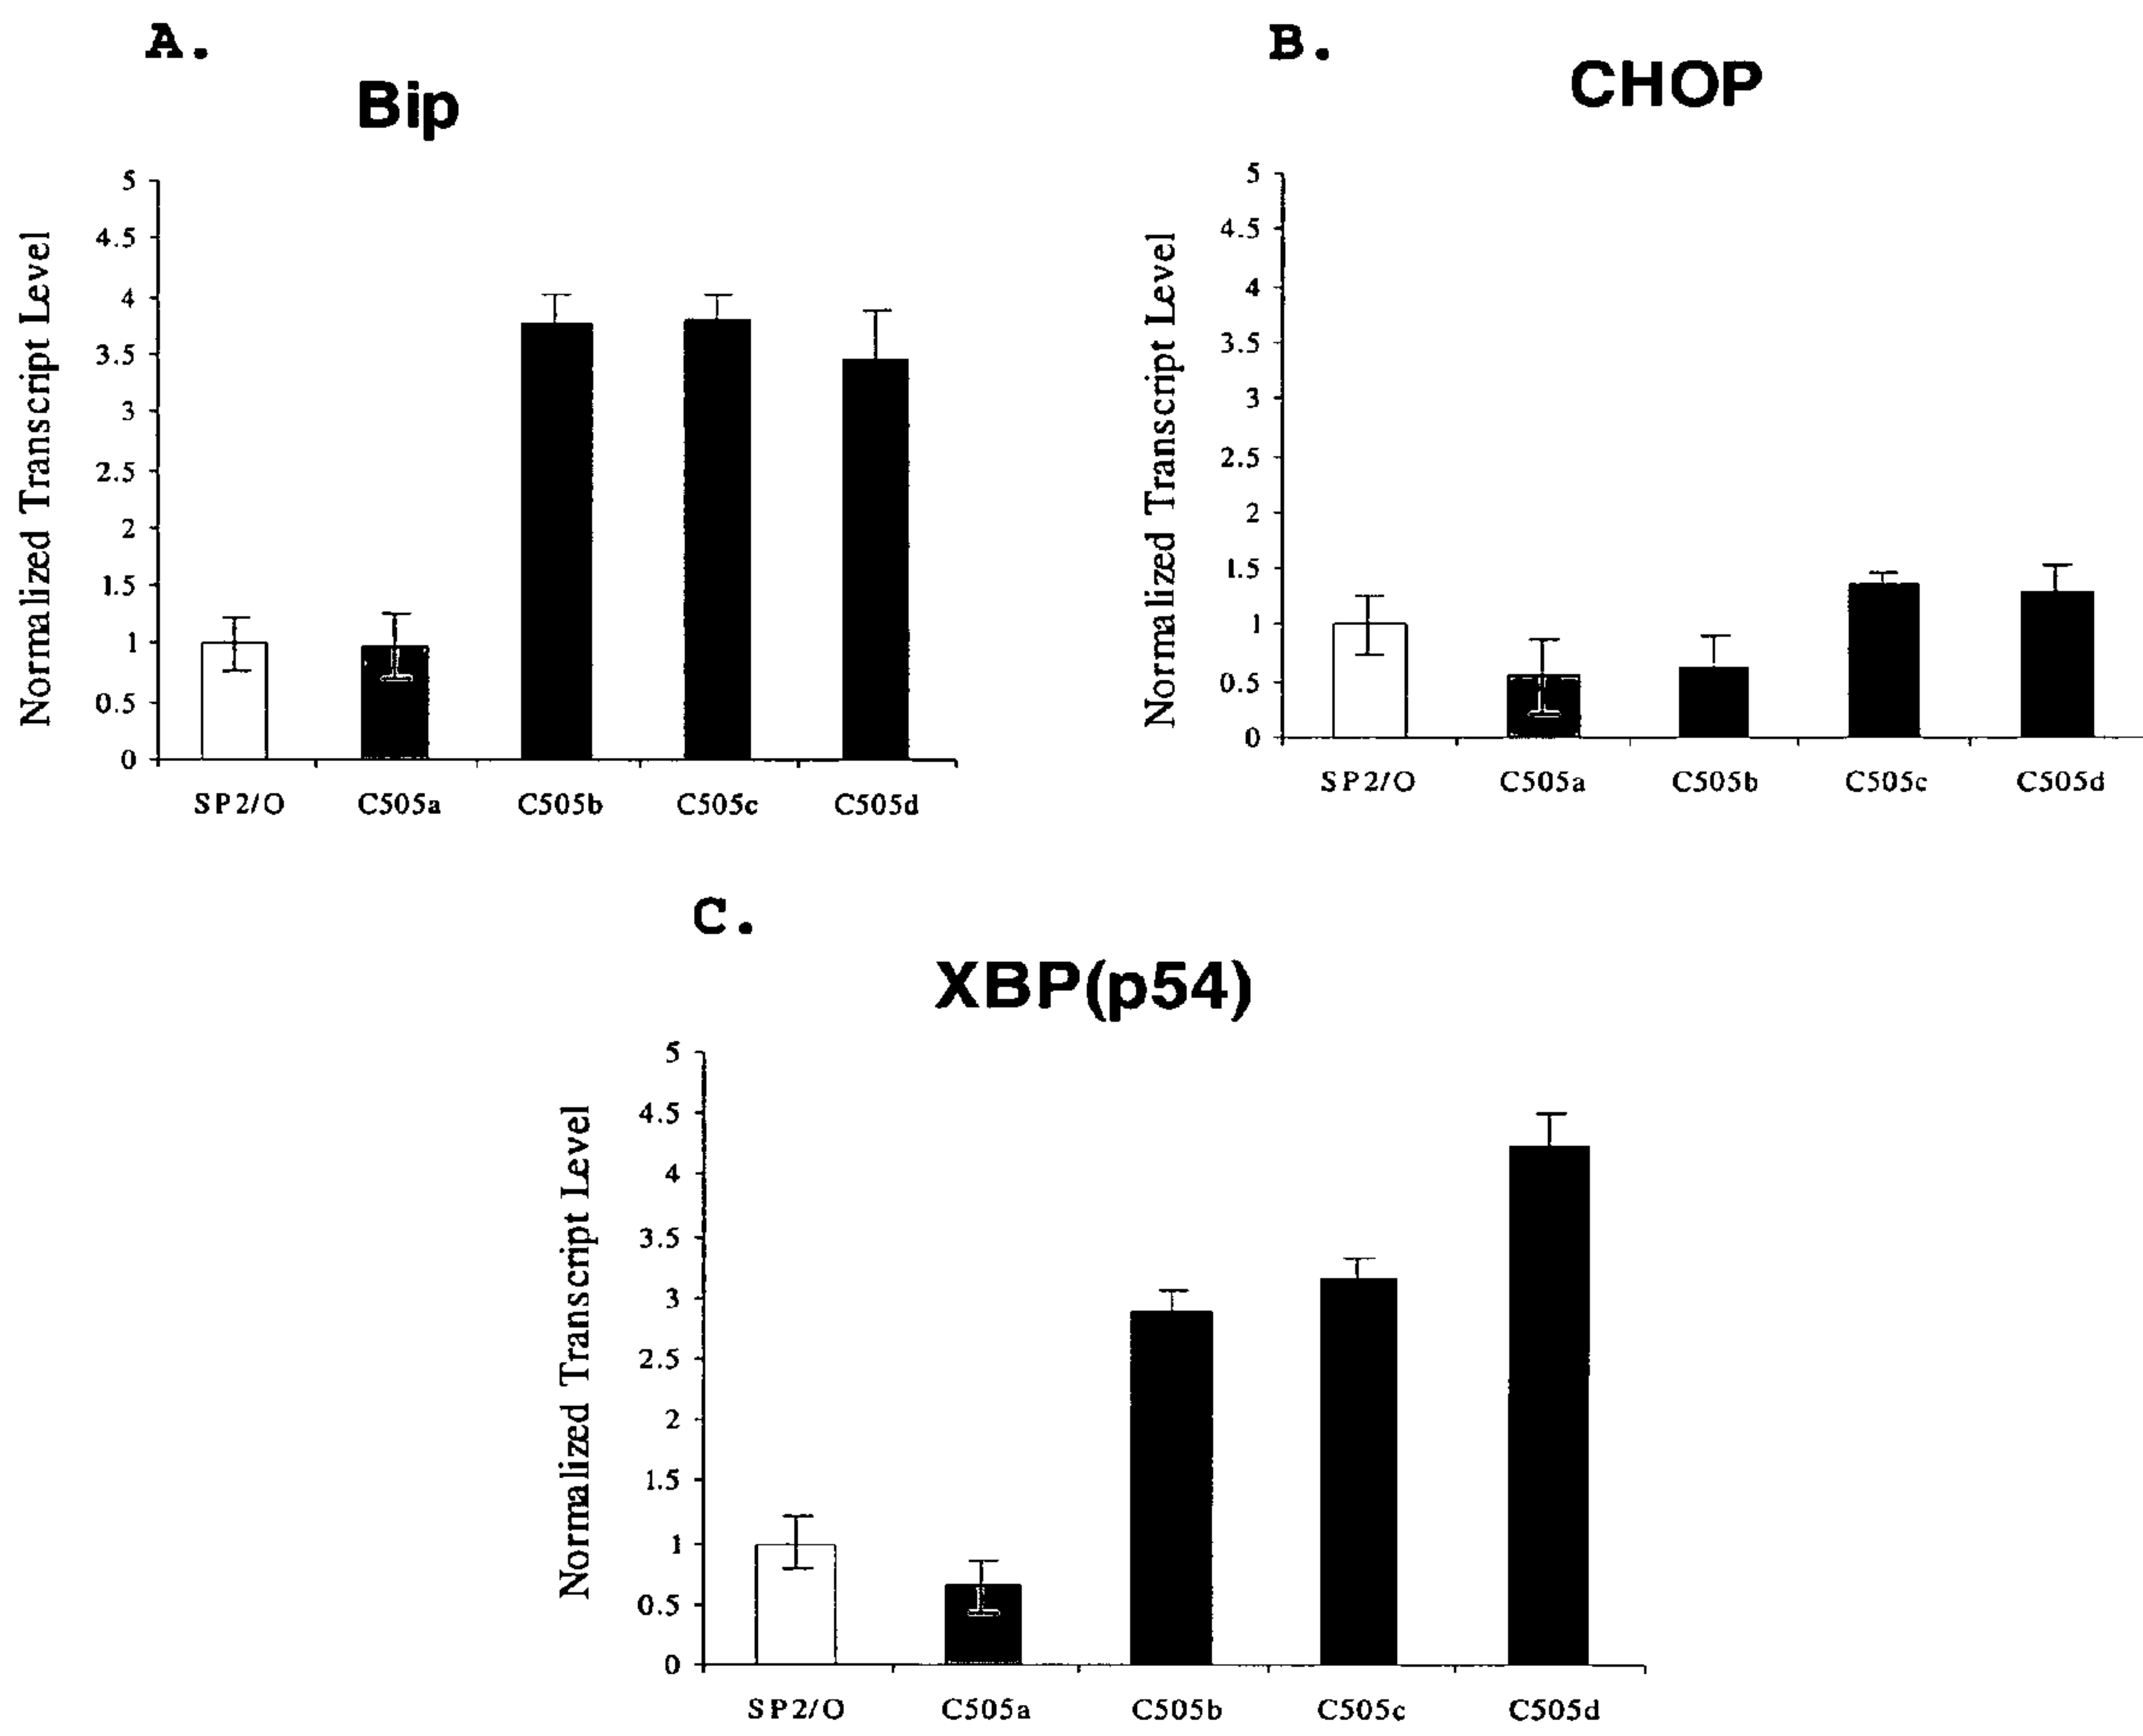 A.
Bip
Normalized Transcript Level
5
4.5
4
3.5
3
2.5
2
1.5
1
0.5
0
SP2/O C505a C505b C505c C505d
B.
CHOP
Normalized Transcript Level
5
4.5
4
3.5
3
2.5
2
1.5
1
0.5
0
SP2/O C505a C505b C505c C505d
C.
XBP(p54)
Normalized Transcript Level
5
4.5
4
3.5
3
2.5
2
1.5
1
0.5
0
SP2/O C505a C505b C505c C505d